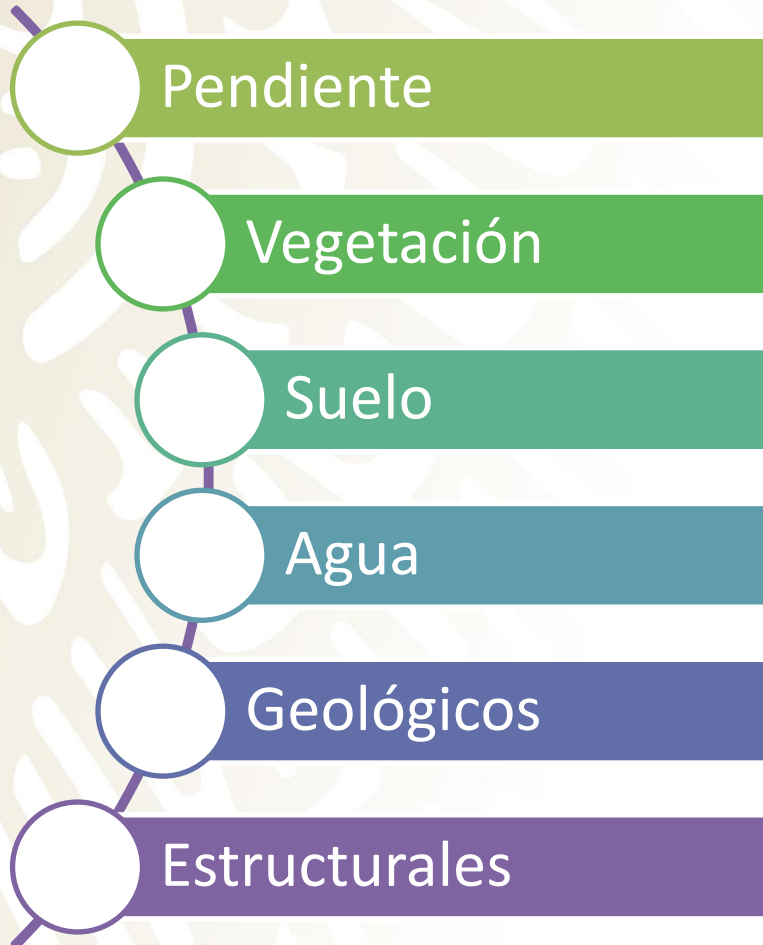 Pendiente
Vegetación
Suelo
Agua
Geológicos
Estructurales